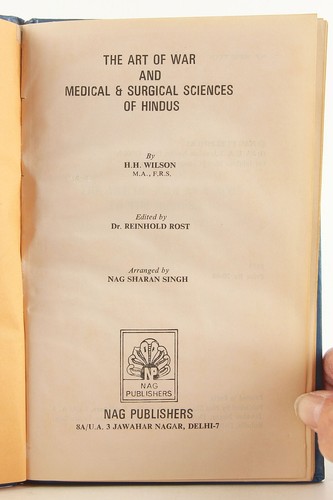 THE ART OF WAR
AND
MEDICAL & SURGICAL SCIENCES
OF HINDUS
By
H.H. WILSON
M.A., F.R.S.
Edited by
Dr. REINHOLD ROST
Arranged by
NAG SHARAN SINGH
N
NAG
PUBLISHERS
NAG PUBLISHERS
8A/U.A. 3 JAWAHAR NAGAR, DELHI-7